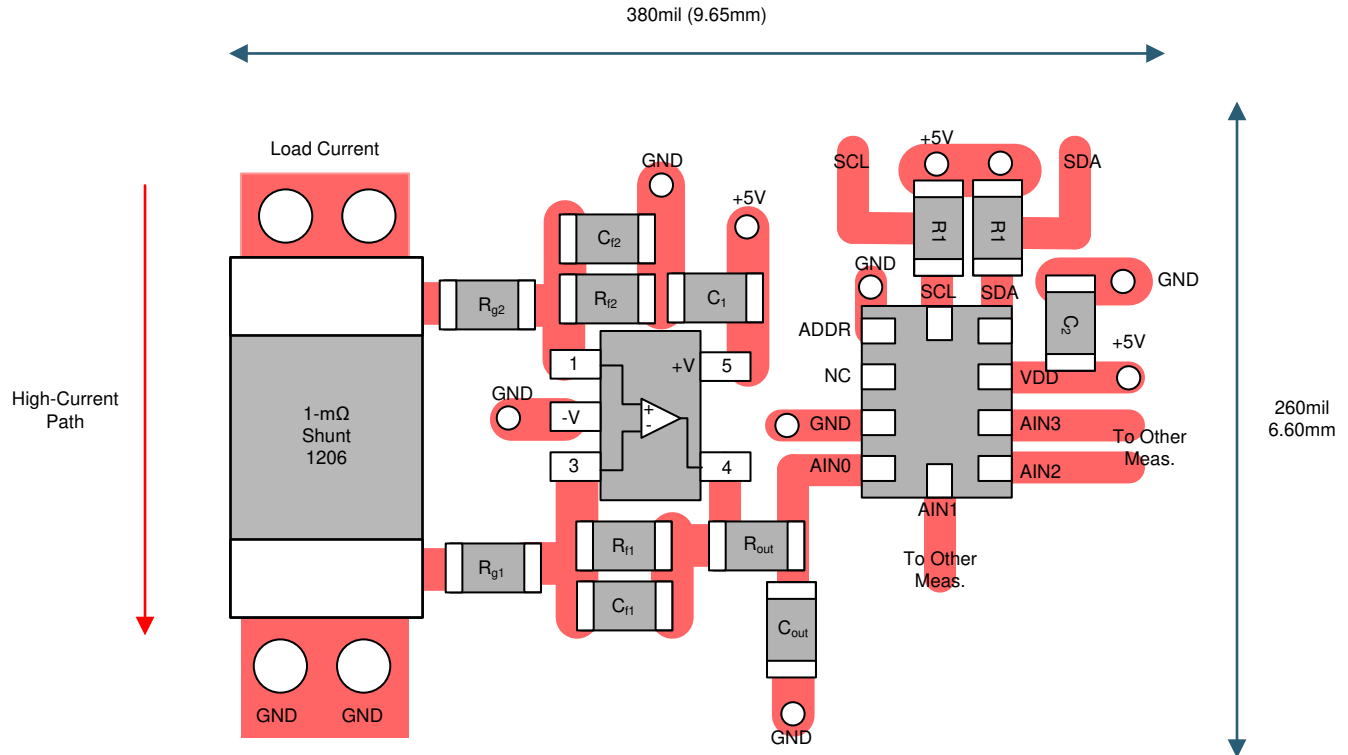 380mil (9.65mm)
Load Current
High-Current
Path
1-mΩ
Shunt
1206
GND
GND
Rg2
Rg1
Cf2
Rf2
GND
+5V
C1
1
+V
5
GND
-V
+
-
3
4
Rf1
Cf1
Rout
Cout
GND
SCL
+5V
SDA
R1
R1
GND
SCL
SDA
GND
C2
+5V
ADDR
NC
VDD
GND
AIN3
AIN0
AIN2
To Other
Meas.
AIN1
To Other
Meas.
260mil
6.60mm